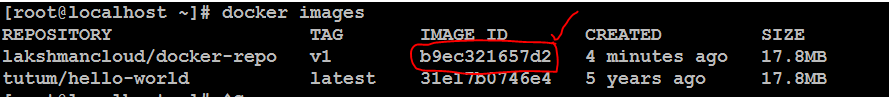 [root@localhost ~]# docker images
REPOSITORY TAG IMAGE ID CREATED SIZE
lakshmancloud/docker-repo v1 b9ec321657d2 4 minutes ago 17.8MB
tutum/hello-world latest 31e17b0746e4 5 years ago 17.8MB